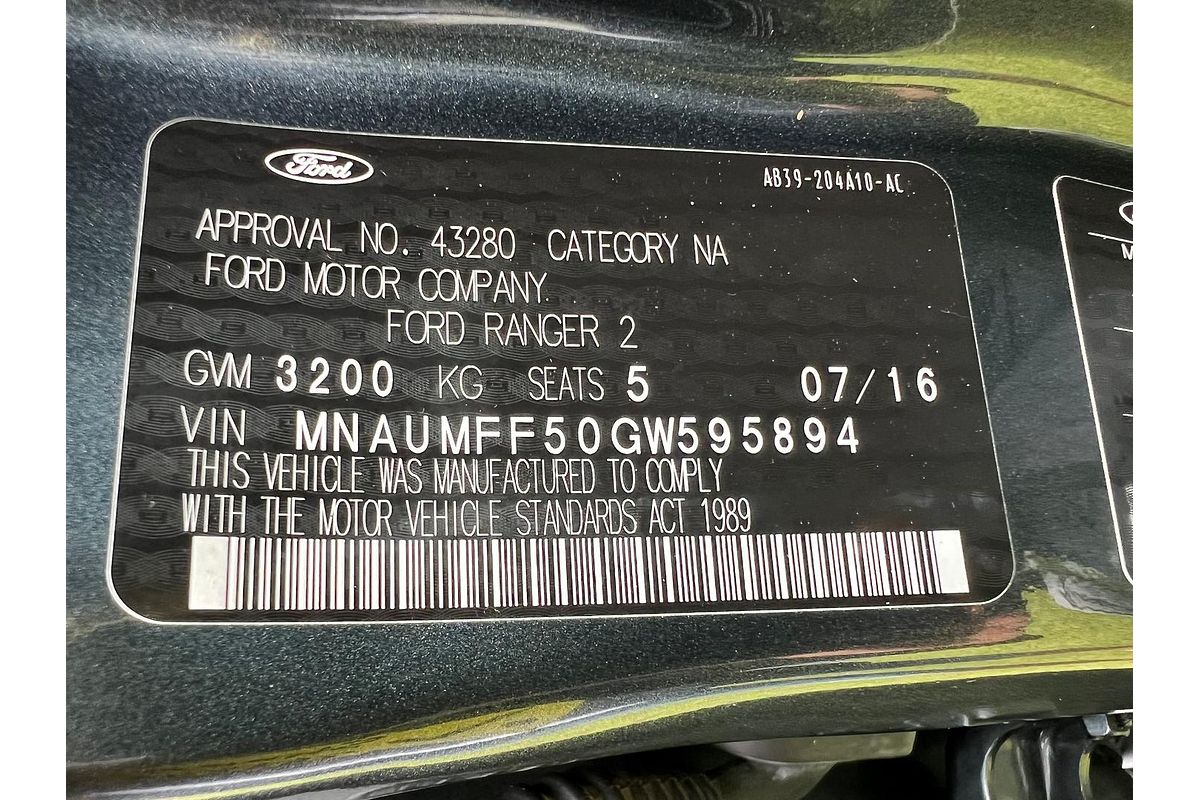 Ford
AB39-204A10-AC
APPROVAL NO. 43280 CATEGORY NA
FORD MOTOR COMPANY
FORD RANGER 2
GVM 3200 KG SEATS 5 07/16
VIN MNAUMFF50GW595894
THIS VEHICLE WAS MANUFACTURED TO COMPLY
WITH THE MOTOR VEHICLE STANDARDS ACT 1989
M